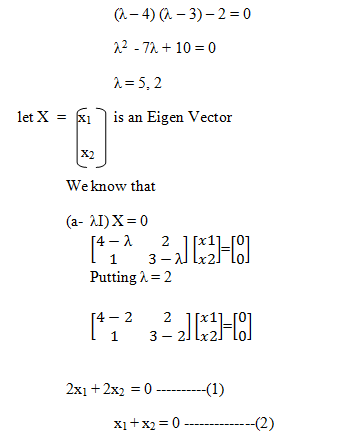 (λ – 4) (λ – 3) – 2 = 0
λ² - 7λ + 10 = 0
λ = 5, 2
let X = [x1 x2] is an Eigen Vector
We know that
(a- λI) X = 0
[4 − λ 2 1 3 − λ] [x1 x2]=[0 0]
Putting λ = 2
[4 − 2 2 1 3 − 2] [x1 x2]=[0 0]
2x₁ + 2x₂ = 0 ----------(1)
x₁ + x₂ = 0 --------------(2)